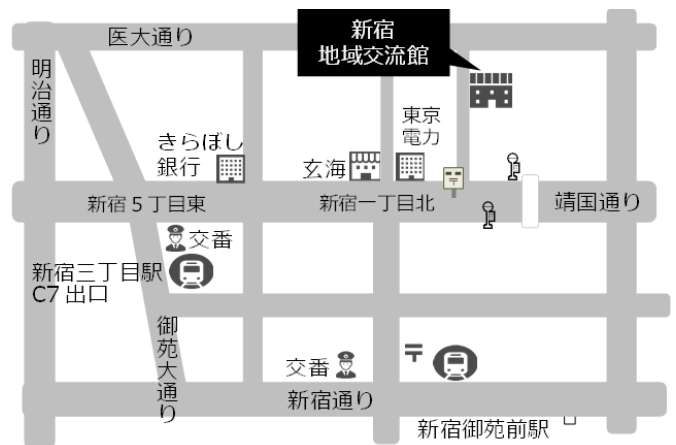 医大通り
新宿
地域交流館
明治通り
きらぼし
銀行
玄海
東京
電力
〒
新宿5丁目東
新宿一丁目北
靖国通り
交番
新宿三丁目駅
C7 出口
御苑大通り
交番
〒
新宿通り
新宿御苑前駅